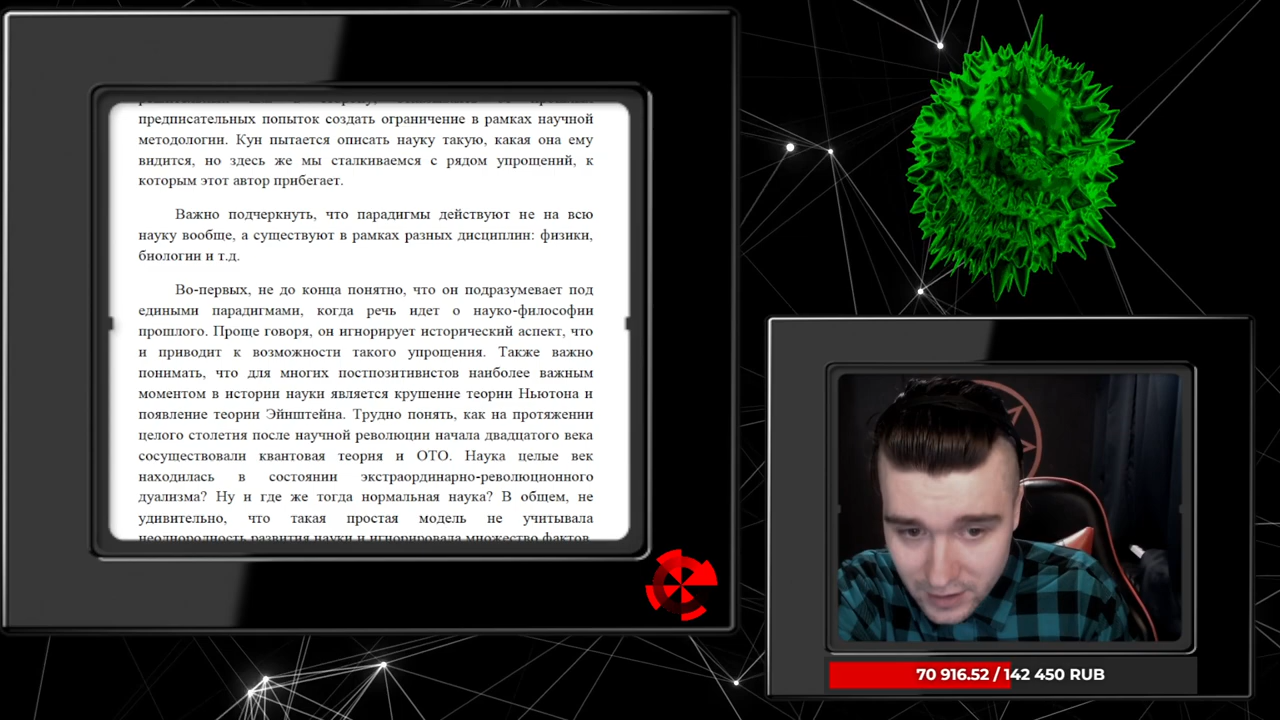 предписательных попыток создать ограничение в рамках научной
методологии. Кун пытается описать науку такую, какая она ему
видится, но здесь же мы сталкиваемся с рядом упрощений, к
которым этот автор прибегает.
Важно подчеркнуть, что парадигмы действуют не на всю
науку вообще, а существуют в рамках разных дисциплин: физики,
биологии и т.д.
Во-первых, не до конца понятно, что он подразумевает под
едиными парадигмами, когда речь идет о науко-философии
прошлого. Проще говоря, он игнорирует исторический аспект, что
и приводит к возможности такого упрощения. Также важно
понимать, что для многих постпозитивистов наиболее важным
моментом в истории науки является крушение теории Ньютона и
появление теории Эйнштейна. Трудно понять, как на протяжении
целого столетия после научной революции начала двадцатого века
сосуществовали квантовая теория и ОТО. Наука целые век
находилась в состоянии экстраординарно-революционного
дуализма? Ну и где же тогда нормальная наука? В общем, не
удивительно, что такая простая модель не учитывала
неоднородность развития науки и игнорировала множество фактов
70 916.52 / 142 450 RUB